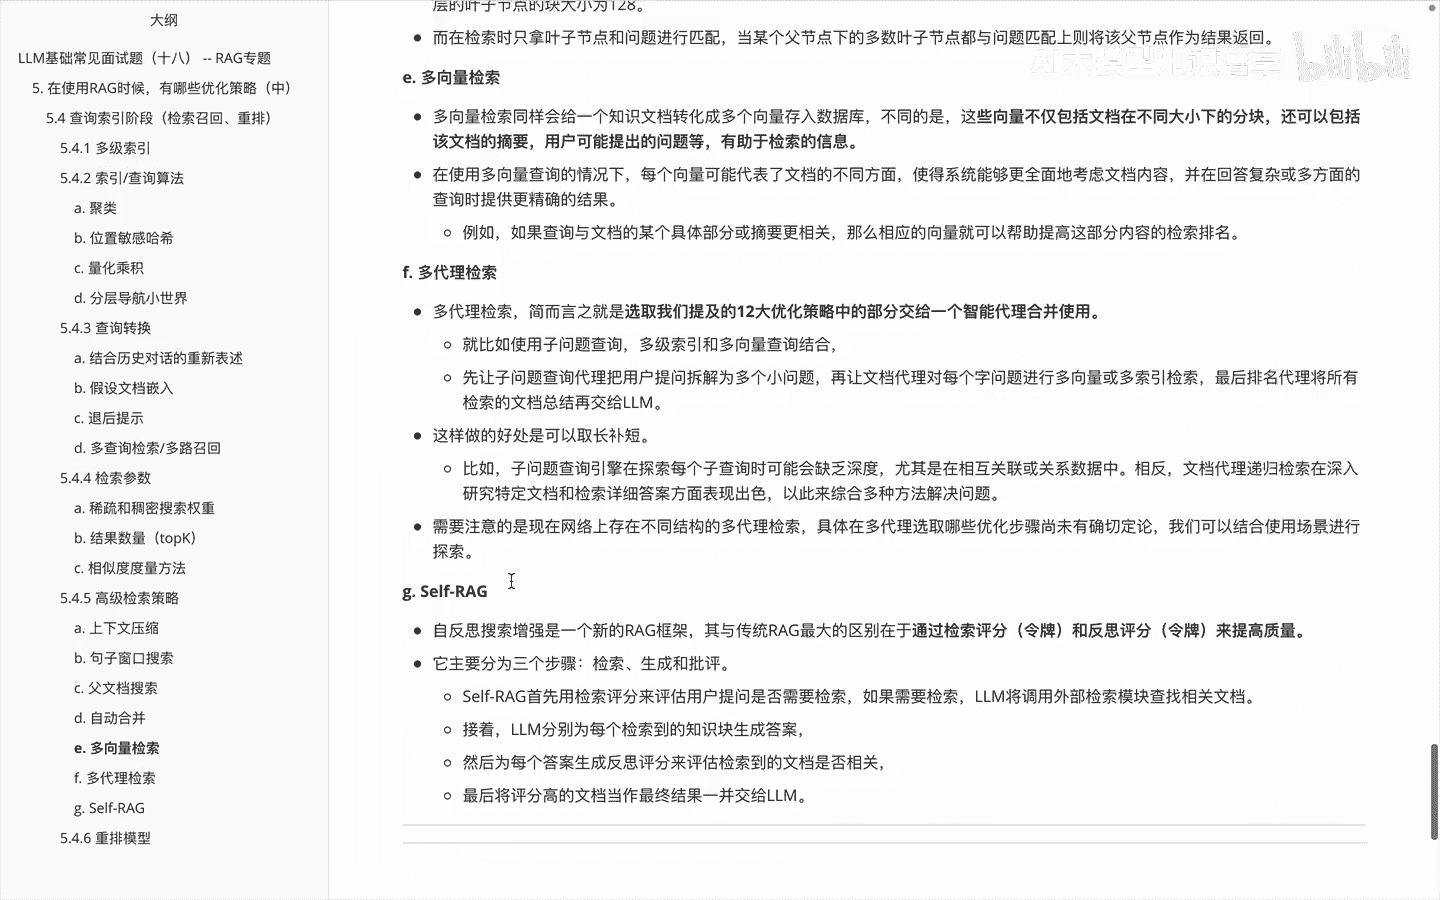 大纲
LLM基础常见面试题（十八） -- RAG专题
5. 在使用RAG时候，有哪些优化策略（中）
5.4 查询索引阶段（检索召回、重排）
5.4.1 多级索引
5.4.2 索引/查询算法
a. 聚类
b. 位置敏感哈希
c. 量化乘积
d. 分层导航小世界
5.4.3 查询转换
a. 结合历史对话的重新表述
b. 假设文档嵌入
c. 退后提示
d. 多查询检索/多路召回
5.4.4 检索参数
a. 稀疏和稠密搜索权重
b. 结果数量（topK）
c. 相似度度量方法
5.4.5 高级检索策略
a. 上下文压缩
b. 句子窗口搜索
c. 父文档搜索
d. 自动合并
e. 多向量检索
f. 多代理检索
g. Self-RAG
5.4.6 重排模型
层的叶子节点的块大小为128。
而在检索时只拿叶子节点和问题进行匹配，当某个父节点下的多数叶子节点都与问题匹配上则将该父节点作为结果返回。
bilibili
e. 多向量检索
多向量检索同样会给一个知识文档转化成多个向量存入数据库，不同的是，这些向量不仅包括文档在不同大小下的分块，还可以包括
该文档的摘要，用户可能提出的问题等，有助于检索的信息。
在使用多向量查询的情况下，每个向量可能代表了文档的不同方面，使得系统能够更全面地考虑文档内容，并在回答复杂或多方面的
查询时提供更精确的结果。
例如，如果查询与文档的某个具体部分或摘要更相关，那么相应的向量就可以帮助提高这部分内容的检索排名。
f. 多代理检索
多代理检索，简而言之就是选取我们提及的12大优化策略中的部分交给一个智能代理合并使用。
就比如使用子问题查询，多级索引和多向量查询结合，
先让子问题查询代理把用户提问拆解为多个小问题，再让文档代理对每个字问题进行多向量或多索引检索，最后排名代理将所有
检索的文档总结再交给LLM。
这样做的好处是可以取长补短。
比如，子问题查询引擎在探索每个子查询时可能会缺乏深度，尤其是在相互关联或关系数据中。相反，文档代理递归检索在深入
研究特定文档和检索详细答案方面表现出色，以此来综合多种方法解决问题。
需要注意的是现在网络上存在不同结构的多代理检索，具体在多代理选取哪些优化步骤尚未有确切定论，我们可以结合使用场景进行
探索。
g. Self-RAG
自反思搜索增强是一个新的RAG框架，其与传统RAG最大的区别在于通过检索评分（令牌）和反思评分（令牌）来提高质量。
它主要分为三个步骤：检索、生成和批评。
Self-RAG首先用检索评分来评估用户提问是否需要检索，如果需要检索，LLM将调用外部检索模块查找相关文档。
接着，LLM分别为每个检索到的知识块生成答案，
然后为每个答案生成反思评分来评估检索到的文档是否相关，
最后将评分高的文档当作最终结果一并交给LLM。